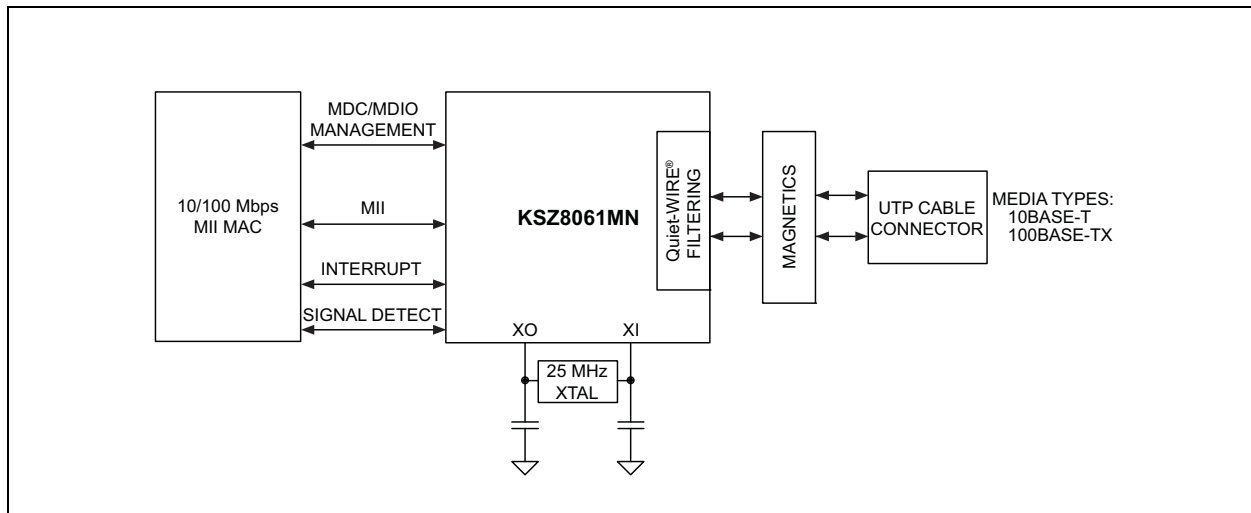 MDC/MDIO
MANAGEMENT
10/100 Mbps
MII MAC
MII
INTERRUPT
SIGNAL DETECT
KSZ8061MN
Quiet-WIRE®
FILTERING
MAGNETICS
UTP CABLE
CONNECTOR
MEDIA TYPES:
10BASE-T
100BASE-TX
XO
XI
25 MHz
XTAL